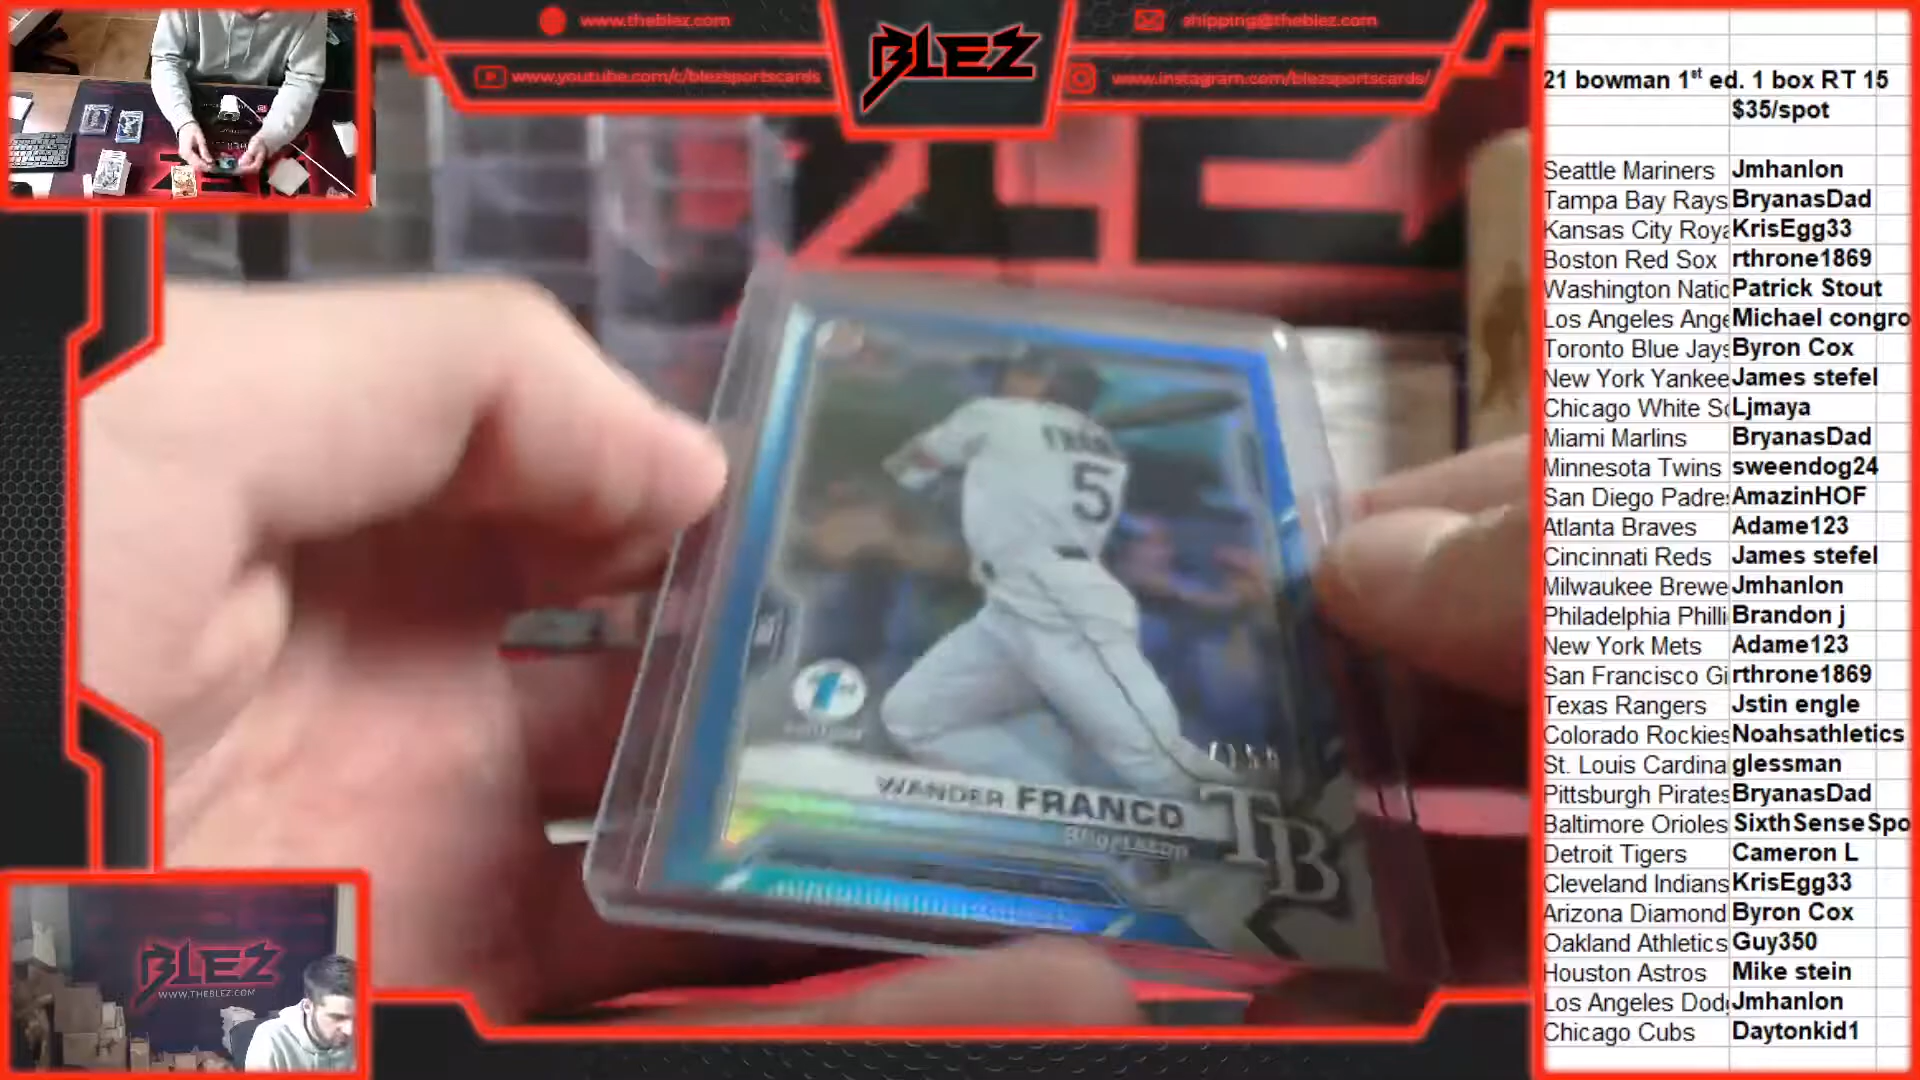 www.theblez.com
shipping@theblez.com
BLEZ
www.youtube.com/c/blezsportscards
www.instagram.com/blezsportscards/
21 bowman 1st ed. 1 box RT 15
$35/spot
Seattle Mariners Jmhanlon
Tampa Bay Rays BryanasDad
Kansas City Roya KrisEgg33
Boston Red Sox rthrone1869
Washington Natio Patrick Stout
Los Angeles Ange Michael congro
Toronto Blue Jays Byron Cox
New York Yankee James stefel
Chicago White So Ljmaya
Miami Marlins BryanasDad
Minnesota Twins sweendog24
San Diego Padres AmazinHOF
Atlanta Braves Adame123
Cincinnati Reds James stefel
Milwaukee Brewe Jmhanlon
Philadelphia Philli Brandon j
New York Mets Adame123
San Francisco Gi rthrone1869
Texas Rangers Jstin engle
Colorado Rockies Noahsathletics
St. Louis Cardina glessman
Pittsburgh Pirates BryanasDad
Baltimore Orioles SixthSenseSpo
Detroit Tigers Cameron L
Cleveland Indians KrisEgg33
Arizona Diamond Byron Cox
Oakland Athletics Guy350
Houston Astros Mike stein
Los Angeles Dodg Jmhanlon
Chicago Cubs Daytonkid1
5
1st
WANDER FRANCO
Shortstop
TB
BLEZ
WWW.THEBLEZ.COM